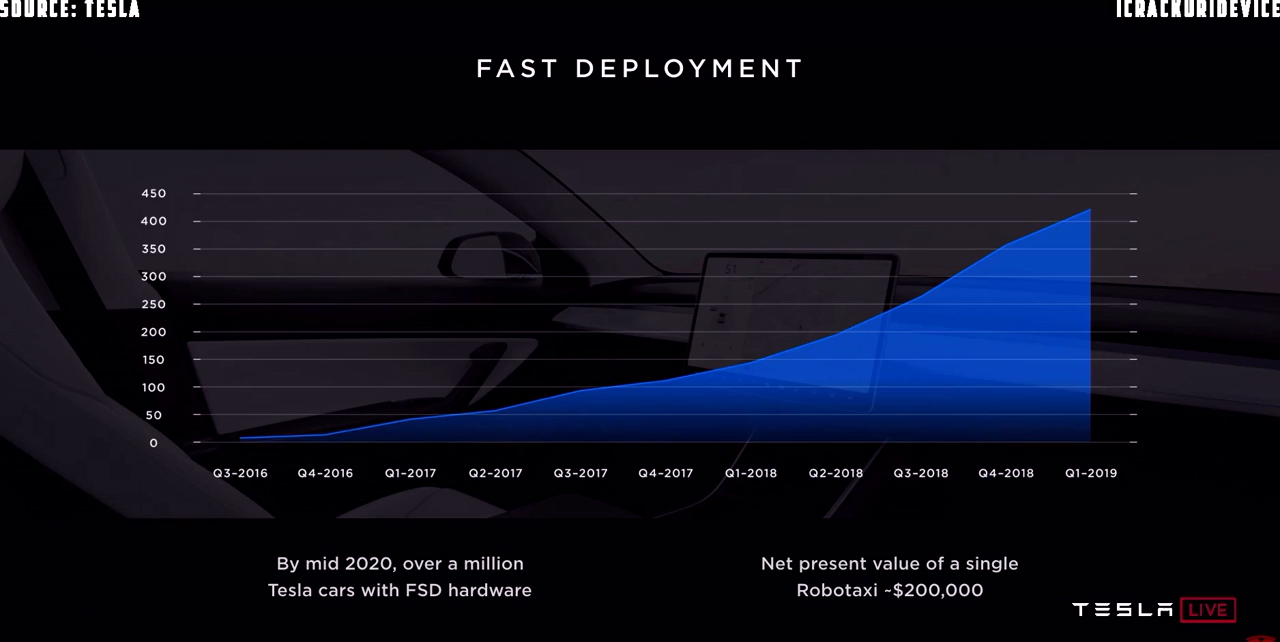 SOURCE: TESLA
ICRACKURIDEVICE
FAST DEPLOYMENT
450
400
350
300
250
200
150
100
50
0
51
Q3-2016 Q4-2016 Q1-2017 Q2-2017 Q3-2017 Q4-2017 Q1-2018 Q2-2018 Q3-2018 Q4-2018 Q1-2019
By mid 2020, over a million
Tesla cars with FSD hardware
Net present value of a single
Robotaxi ~$200,000
TESLA LIVE